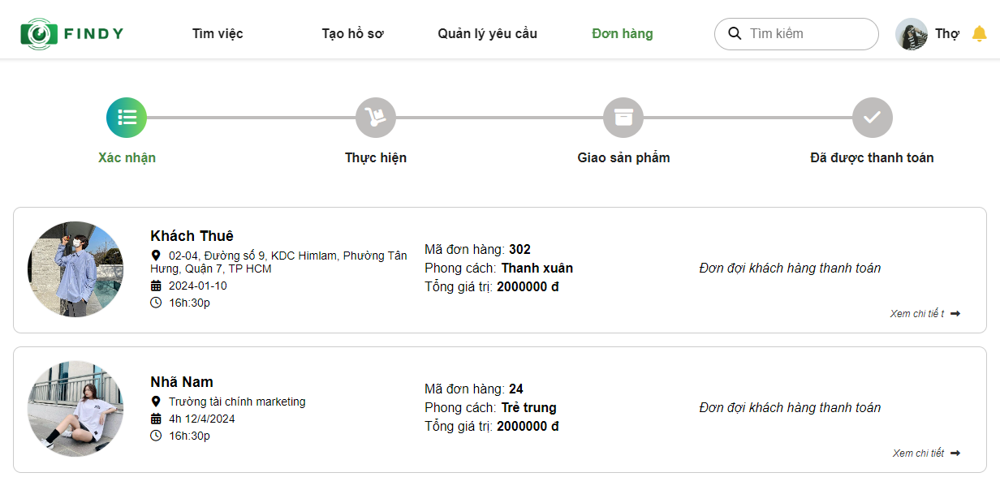 FINDY
Tìm việc
Tạo hồ sơ
Quản lý yêu cầu
Đơn hàng
Tìm kiếm
Thợ
Xác nhận
Thực hiện
Giao sản phẩm
Đã được thanh toán
Khách Thuê
02-04, Đường số 9, KDC Himlam, Phường Tân
Hưng, Quận 7, TP HCM
2024-01-10
16h:30p
Mã đơn hàng: 302
Phong cách: Thanh xuân
Tổng giá trị: 2000000 đ
Đơn đợi khách hàng thanh toán
Xem chi tiết
Nhã Nam
Trường tài chính marketing
4h 12/4/2024
16h:30p
Mã đơn hàng: 24
Phong cách: Trẻ trung
Tổng giá trị: 2000000 đ
Đơn đợi khách hàng thanh toán
Xem chi tiết